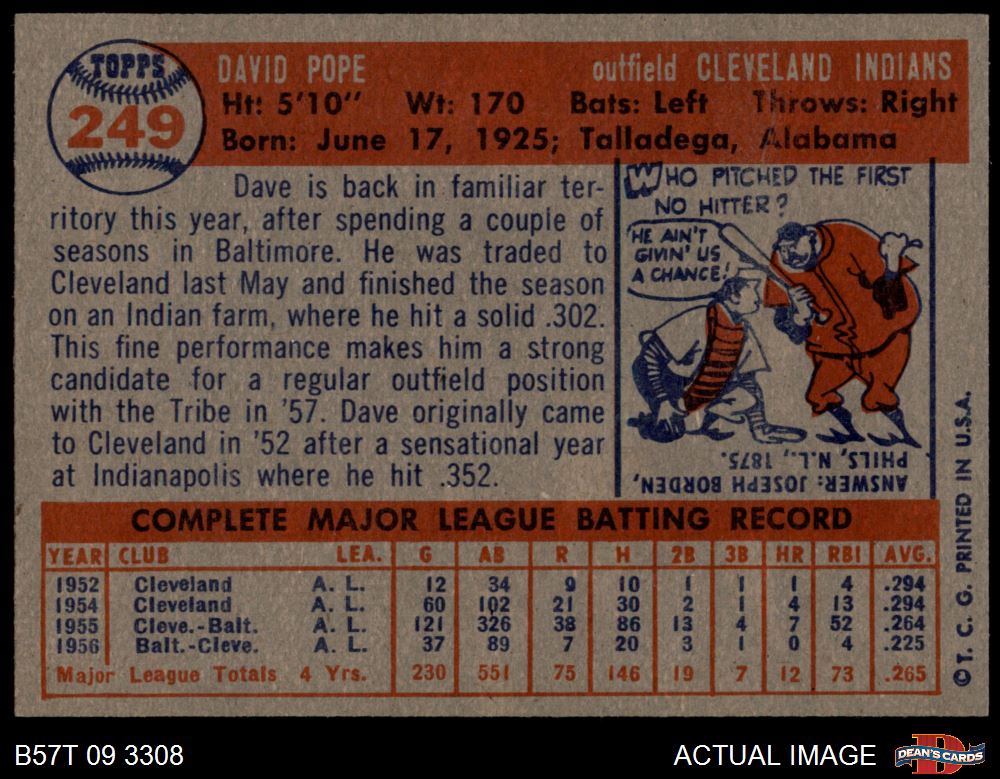 TOPPS
249
DAVID POPE outfield CLEVELAND INDIANS
Ht: 5'10" Wt: 170 Bats: Left Throws: Right
Born: June 17, 1925; Talladega, Alabama
Dave is back in familiar ter-
ritory this year, after spending a couple of
seasons in Baltimore. He was traded to
Cleveland last May and finished the season
on an Indian farm, where he hit a solid .302.
This fine performance makes him a strong
candidate for a regular outfield position
with the Tribe in '57. Dave originally came
to Cleveland in '52 after a sensational year
at Indianapolis where he hit .352.
WHO PITCHED THE FIRST
NO HITTER?
HE AIN'T
GIVIN' US
A CHANCE!
ANSWER: JOSEPH BORDEN,
PHILS, N.L., 1875.
COMPLETE MAJOR LEAGUE BATTING RECORD
YEAR CLUB LEA. G AB R H 2B 3B HR RBI AVG.
1952 Cleveland A. L. 12 34 9 10 1 1 1 4 .294
1954 Cleveland A. L. 60 102 21 30 2 1 4 13 .294
1955 Cleve.-Balt. A. L. 121 326 38 86 13 4 7 52 .264
1956 Balt.-Cleve. A. L. 37 89 7 20 3 1 0 4 .225
Major League Totals 4 Yrs. 230 551 75 146 19 7 12 73 .265
© T. C. G. PRINTED IN U.S.A.
B57T 09 3308
ACTUAL IMAGE
DEAN'S CARDS